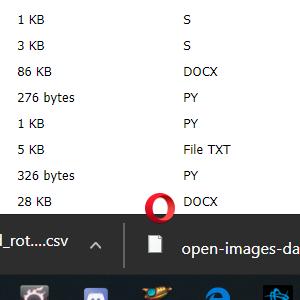 1 KB S
3 KB S
86 KB DOCX
276 bytes PY
1 KB PY
5 KB File TXT
326 bytes PY
28 KB DOCX
l_rot....csv open-images-da